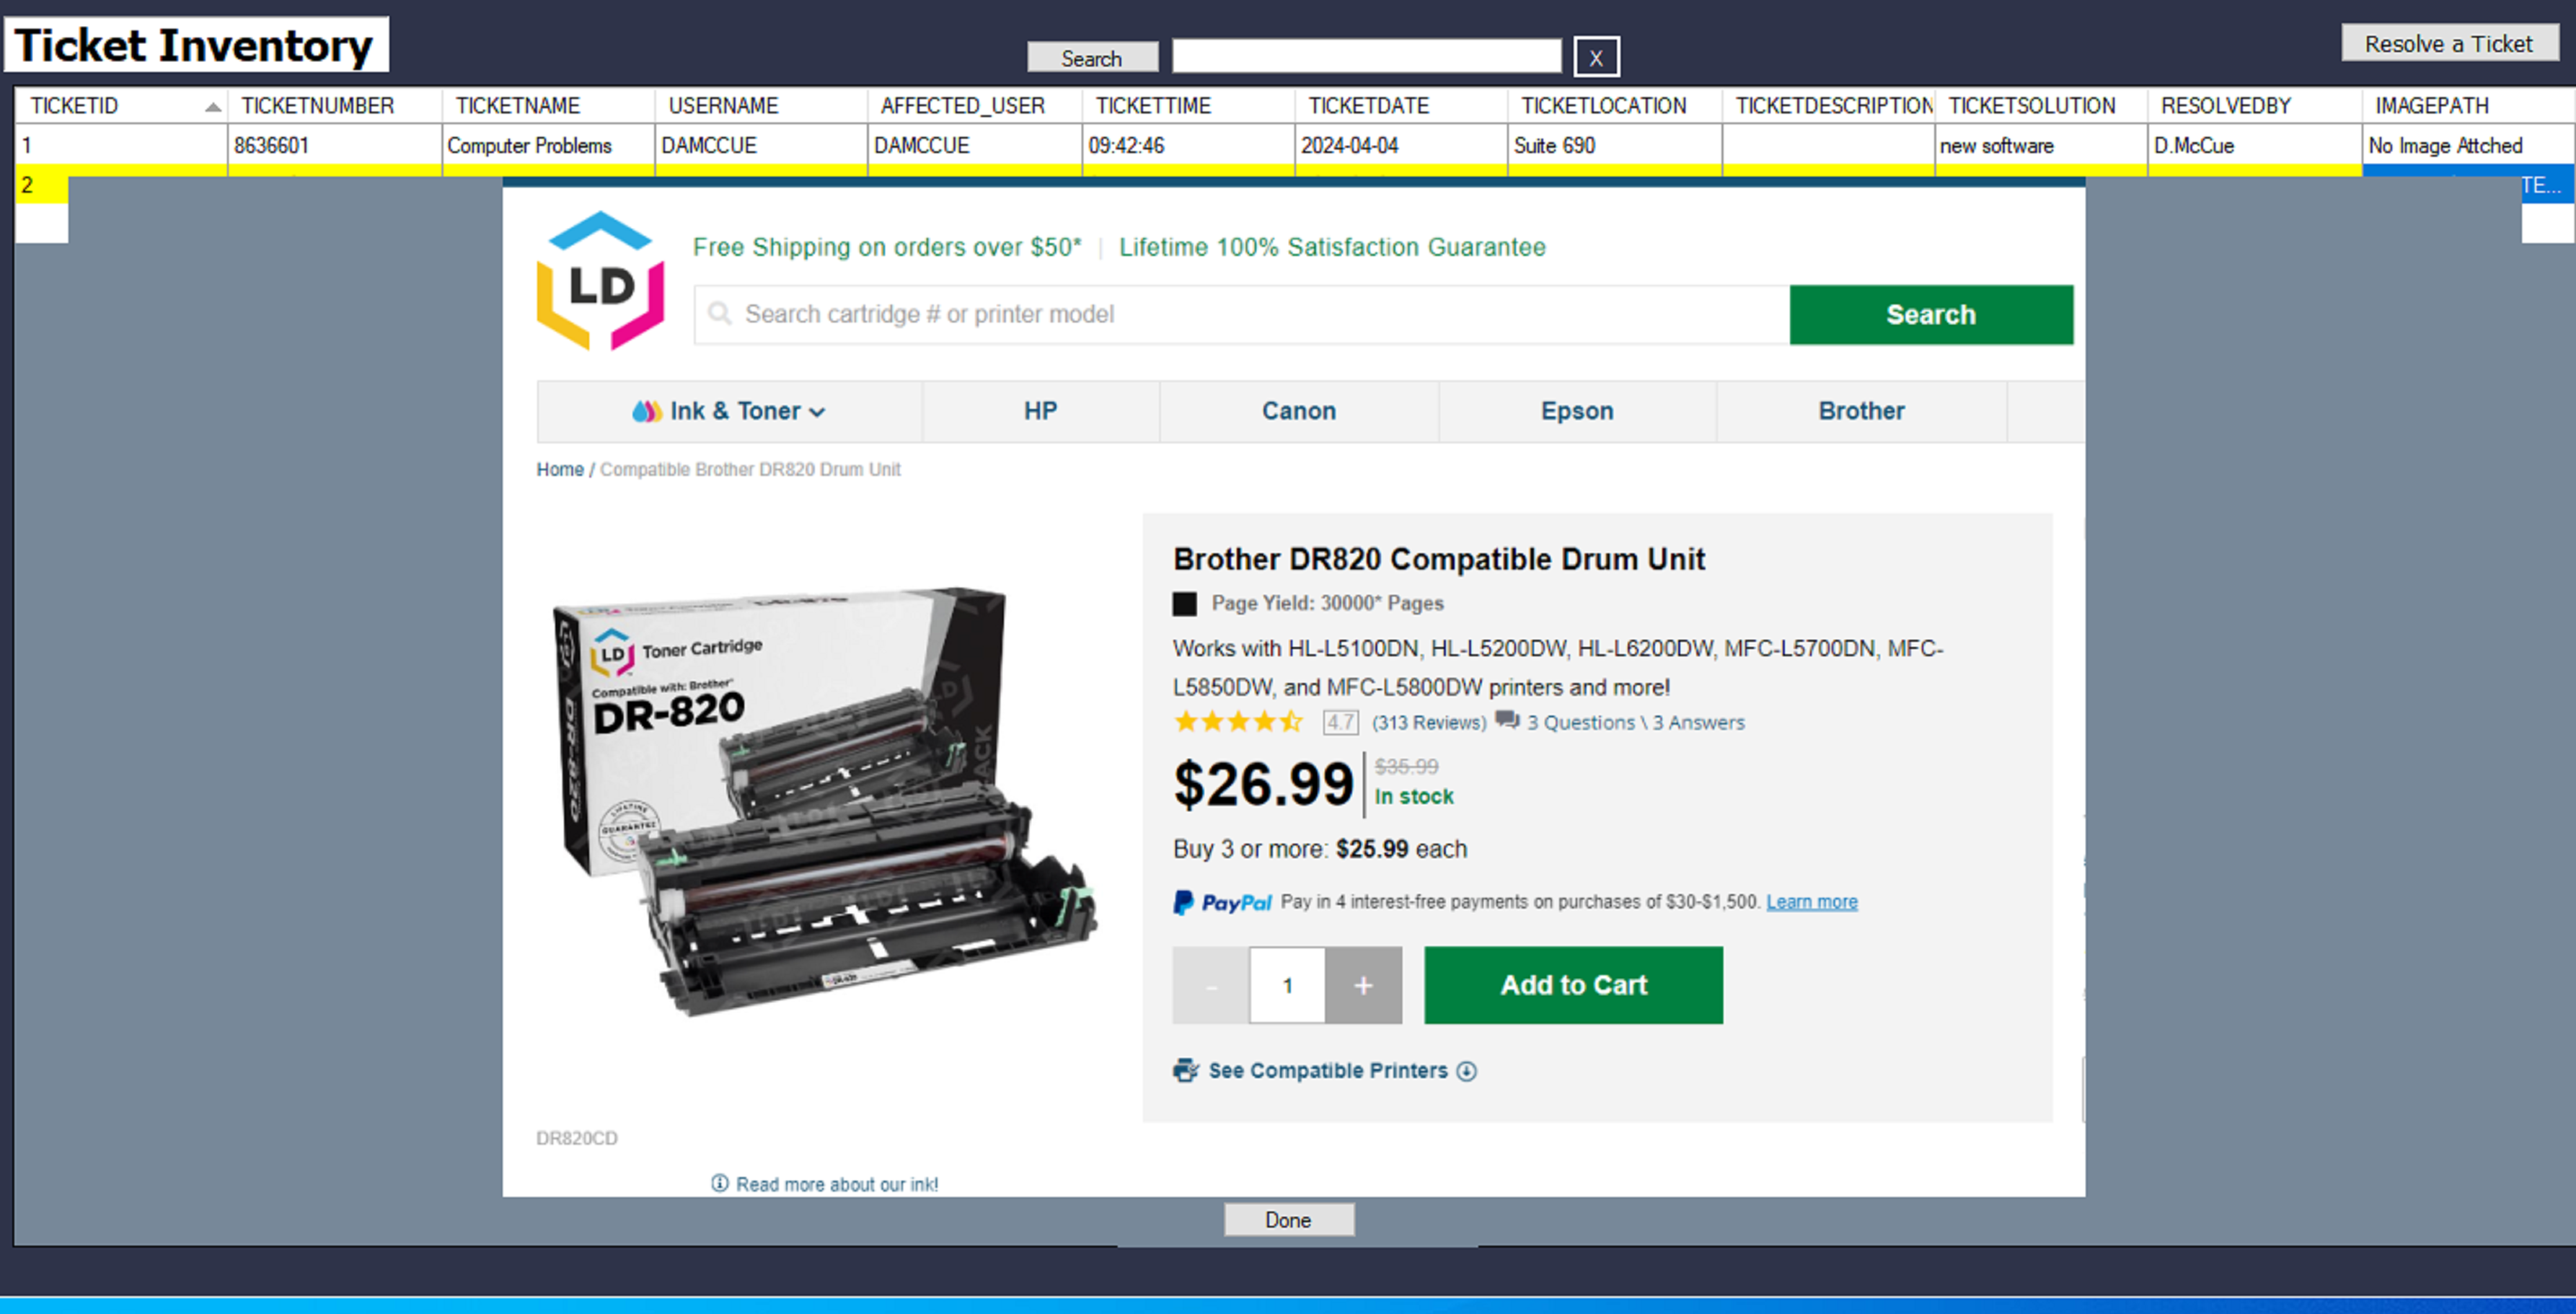 Ticket Inventory
Search
X
Resolve a Ticket
TICKETID TICKETNUMBER TICKETNAME USERNAME AFFECTED_USER TICKETTIME TICKETDATE TICKETLOCATION TICKETDESCRIPTION TICKETSOLUTION RESOLVEDBY IMAGEPATH
1 8636601 Computer Problems DAMCCUE DAMCCUE 09:42:46 2024-04-04 Suite 690 new software D.McCue No Image Attched
2 TE...
LD
Free Shipping on orders over $50* | Lifetime 100% Satisfaction Guarantee
Search cartridge # or printer model
Search
Ink & Toner HP Canon Epson Brother
Home / Compatible Brother DR820 Drum Unit
LD Toner Cartridge
Compatible with: Brother
DR-820
DR-820
GUARANTEE
Brother DR820 Compatible Drum Unit
Page Yield: 30000* Pages
Works with HL-L5100DN, HL-L5200DW, HL-L6200DW, MFC-L5700DN, MFC-
L5850DW, and MFC-L5800DW printers and more!
4.7 (313 Reviews) 3 Questions \ 3 Answers
$26.99
$35.99
In stock
Buy 3 or more: $25.99 each
PayPal Pay in 4 interest-free payments on purchases of $30-$1,500. Learn more
- 1 +
Add to Cart
See Compatible Printers
DR820CD
Read more about our ink!
Done